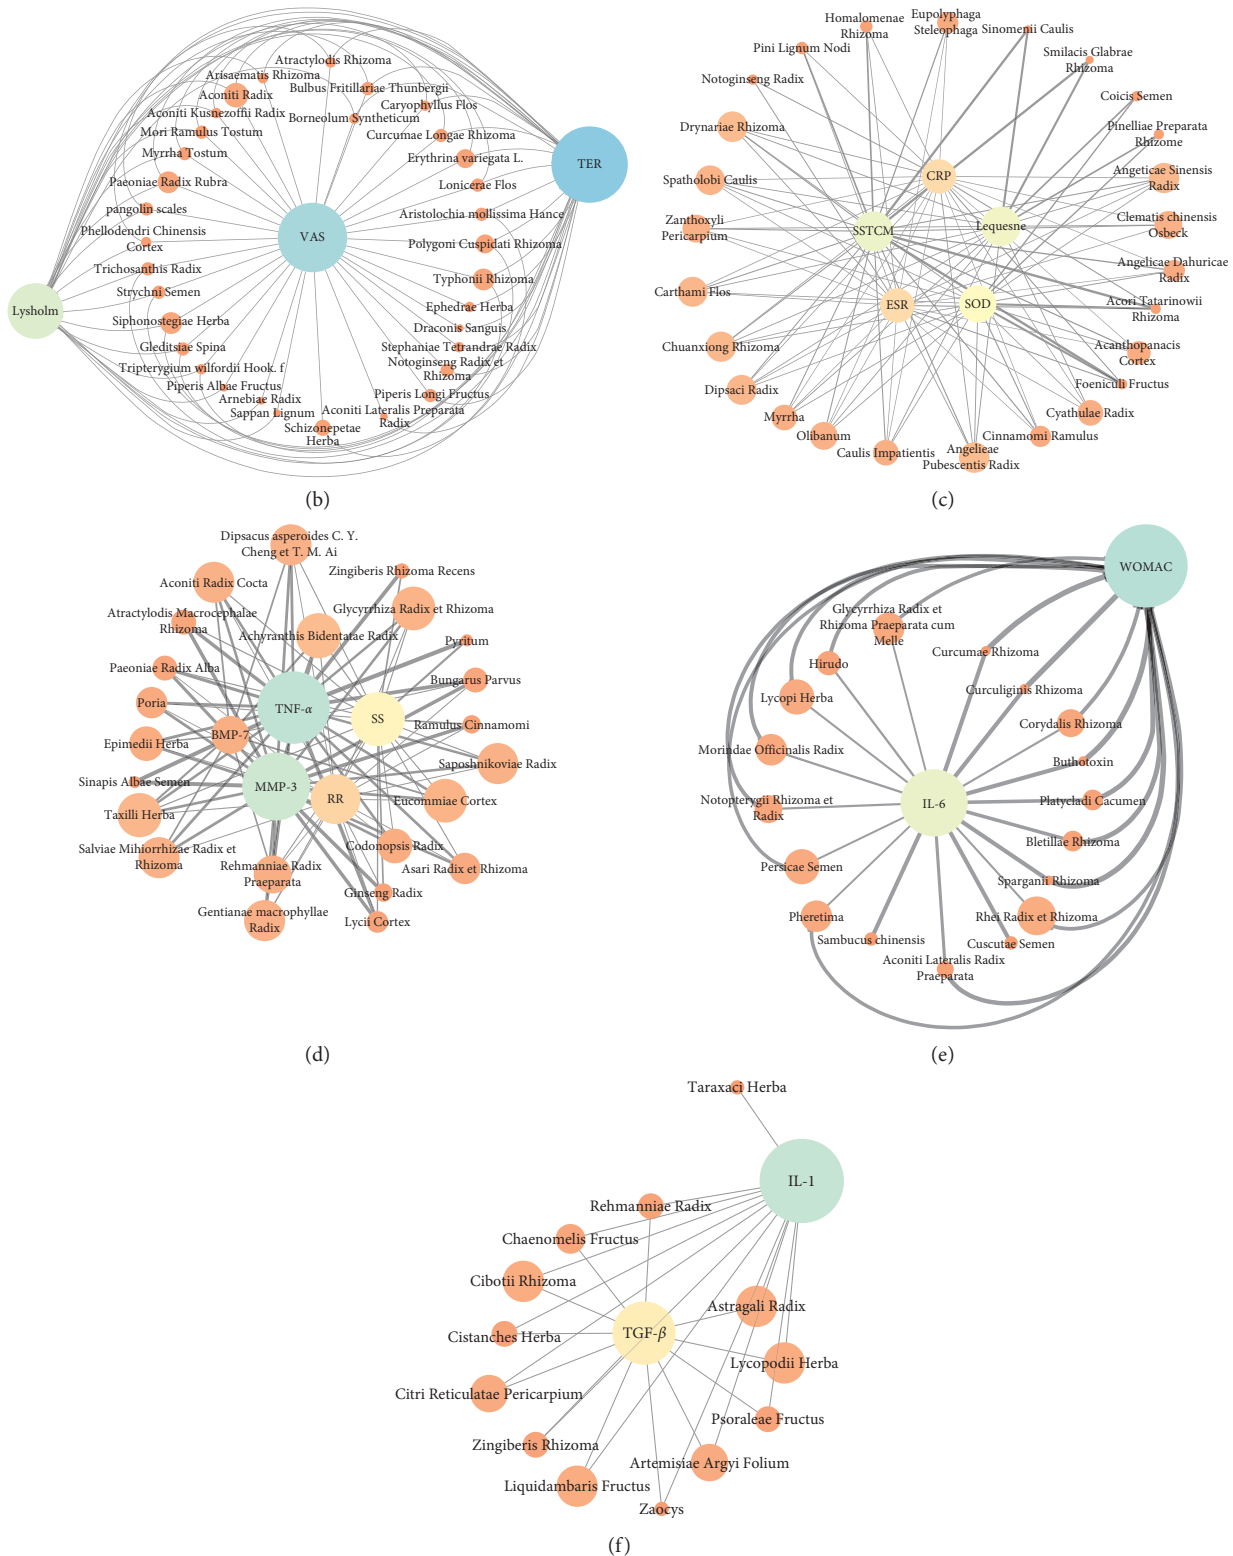 Atractylodis Rhizoma
Arisaematis Rhizoma
Aconiti Radix
Bulbus Fritillariae Thunbergii
Caryophyllus Flos
Aconiti Kusnezoffii Radix
Borneolum Syntheticum
Mori Ramulus Tostum
Curcumae Longae Rhizoma
Myrrha Tostum
Erythrina variegata L.
TER
Paeoniae Radix Rubra
Lonicerae Flos
pangolin scales
Aristolochia mollissima Hance
Phellodendri Chinensis
Cortex
VAS
Polygoni Cuspidati Rhizoma
Trichosanthis Radix
Typhonii Rhizoma
Strychni Semen
Ephedrae Herba
Lysholm
Siphonostegiae Herba
Draconis Sanguis
Gleditsiae Spina
Stephaniae Tetrandrae Radix
Tripterygium wilfordii Hook. f
Notoginseng Radix et
Rhizoma
Piperis Albae Fructus
Piperis Longi Fructus
Arnebiae Radix
Sappan Lignum
Aconiti Lateralis Preparata
Radix
Schizonepetae
Herba
(b)
Homalomenae
Rhizoma
Eupolyphaga
Steleophaga
Sinomenii Caulis
Pini Lignum Nodi
Smilacis Glabrae
Rhizoma
Notoginseng Radix
Coicis Semen
Drynariae Rhizoma
Pinelliae Preparata
Rhizome
Spatholobi Caulis
CRP
Angeticae Sinensis
Radix
Zanthoxyli
Pericarpium
SSTCM
Lequesne
Clematis chinensis
Osbeck
Angelicae Dahuricae
Radix
Carthami Flos
ESR
SOD
Acori Tatarinowii
Rhizoma
Chuanxiong Rhizoma
Acanthopanacis
Cortex
Dipsaci Radix
Foeniculi Fructus
Myrrha
Cyathulae Radix
Olibanum
Cinnamomi Ramulus
Caulis Impatientis
Angelieae
Pubescentis Radix
(c)
Dipsacus asperoides C. Y.
Cheng et T. M. Ai
Aconiti Radix Cocta
Zingiberis Rhizoma Recens
Atractylodis Macrocephalae
Rhizoma
Glycyrrhiza Radix et Rhizoma
Achyranthis Bidentatae Radix
Pyritum
Paeoniae Radix Alba
Bungarus Parvus
Poria
TNF-α
SS
Ramulus Cinnamomi
Epimedii Herba
BMP-7
Saposhnikoviae Radix
Sinapis Albae Semen
MMP-3
RR
Eucommiae Cortex
Taxilli Herba
Salviae Mihiorrhizae Radix et
Rhizoma
Codonopsis Radix
Rehmanniae Radix
Praeparata
Asari Radix et Rhizoma
Ginseng Radix
Gentianae macrophyllae
Radix
Lycii Cortex
(d)
WOMAC
Glycyrrhiza Radix et
Rhizoma Praeparata cum
Melle
Curcumae Rhizoma
Hirudo
Curculiginis Rhizoma
Lycopi Herba
Corydalis Rhizoma
Morindae Officinalis Radix
Buthotoxin
Notopterygii Rhizoma et
Radix
IL-6
Platycladi Cacumen
Bletillae Rhizoma
Persicae Semen
Sparganii Rhizoma
Pheretima
Rhei Radix et Rhizoma
Sambucus chinensis
Cuscutae Semen
Aconiti Lateralis Radix
Praeparata
(e)
Taraxaci Herba
IL-1
Rehmanniae Radix
Chaenomelis Fructus
Cibotii Rhizoma
Astragali Radix
Cistanches Herba
TGF-β
Lycopodii Herba
Citri Reticulatae Pericarpium
Psoraleae Fructus
Zingiberis Rhizoma
Artemisiae Argyi Folium
Liquidambaris Fructus
Zaocys
(f)